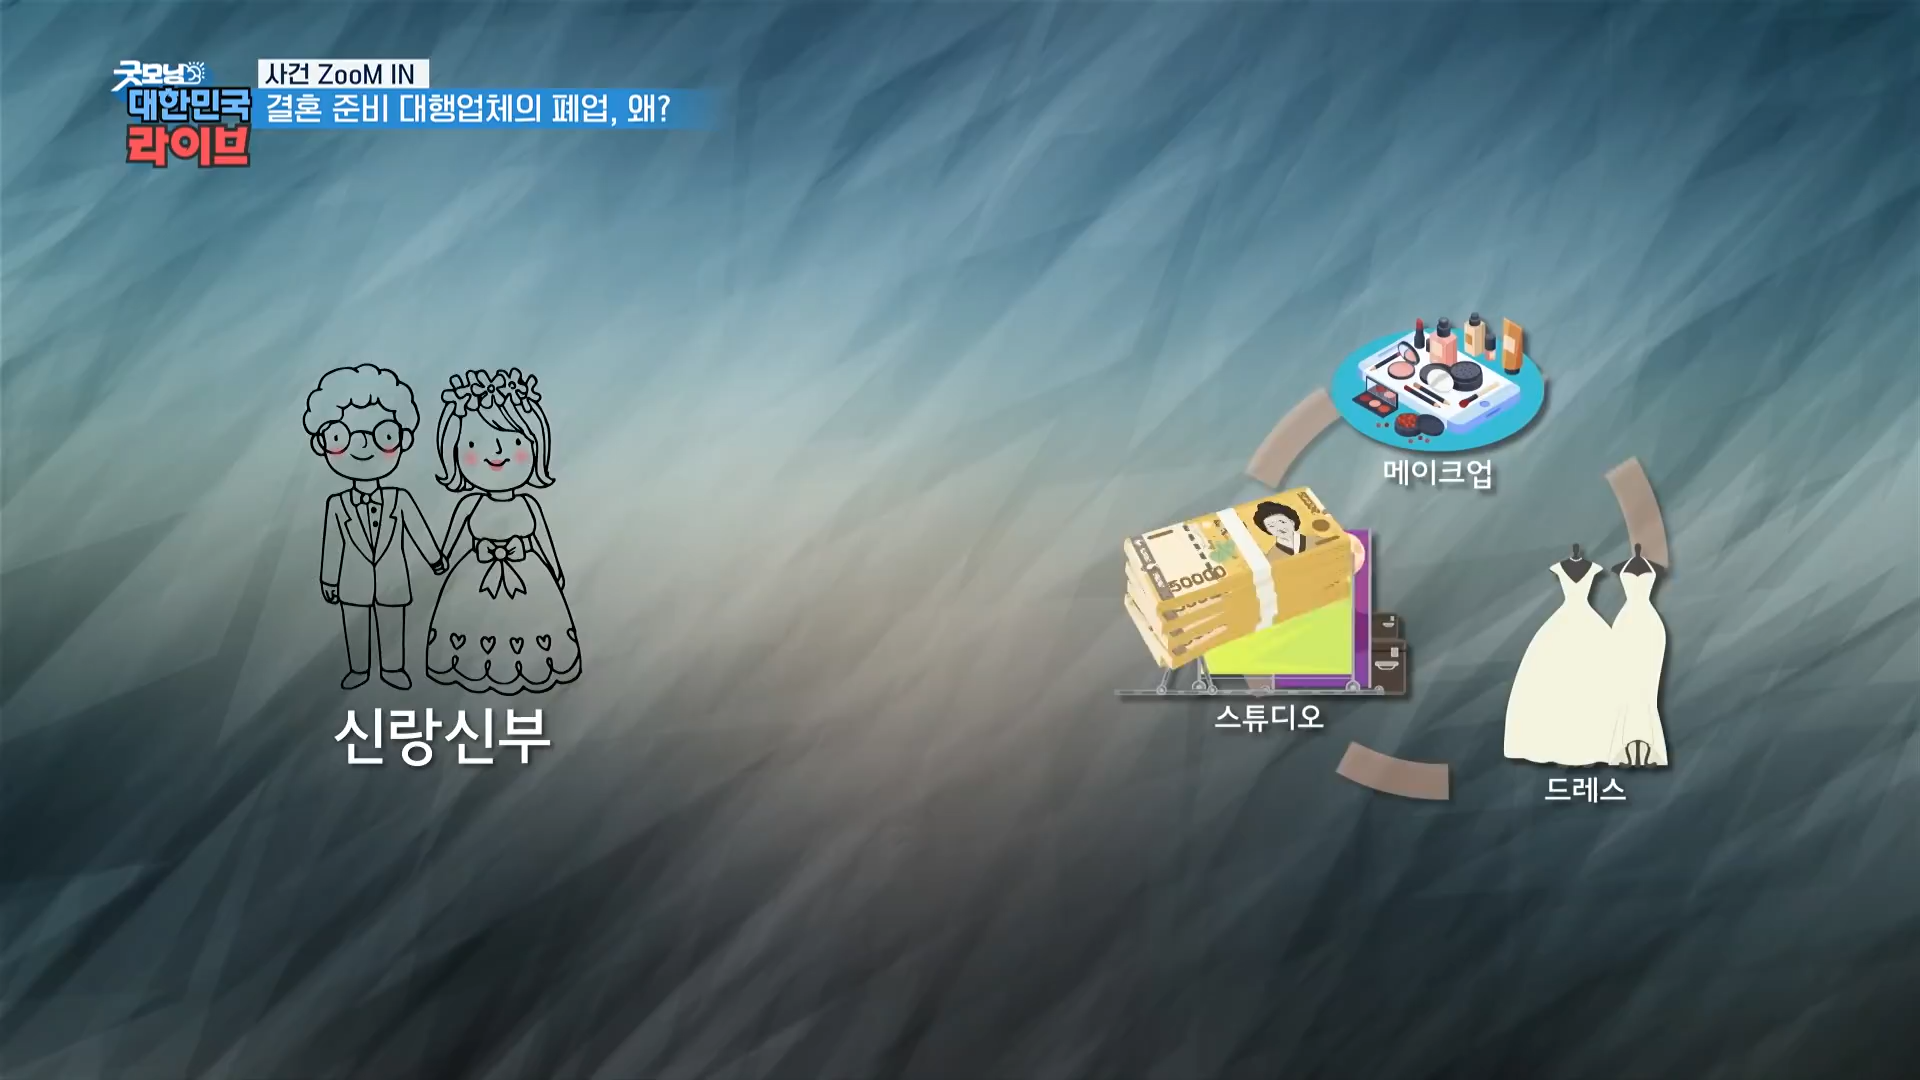 굿모닝
대한민국
라이브
사건 ZooM IN
결혼 준비 대행업체의 폐업, 왜?
메이크업
50000
스튜디오
신랑신부
드레스